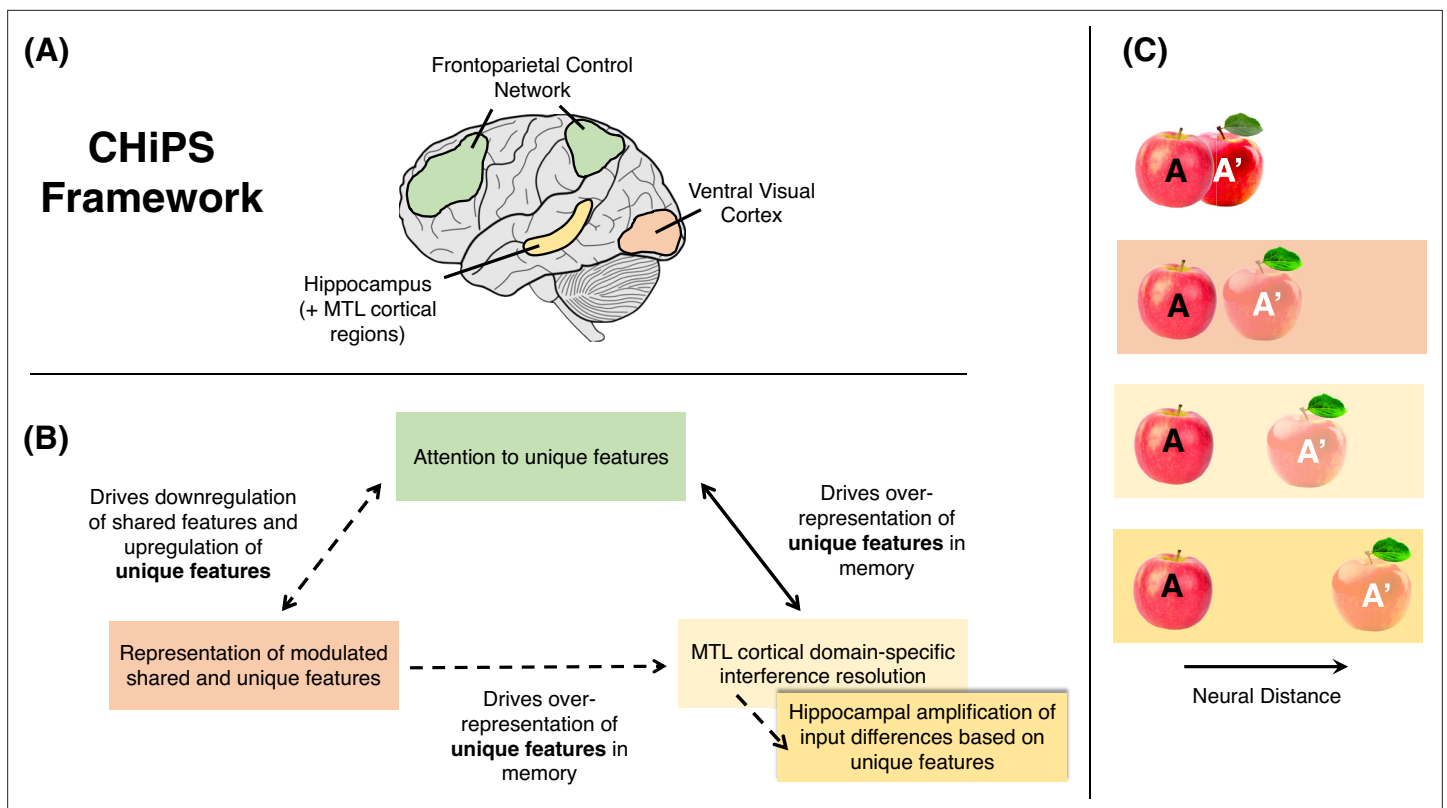 (A)
CHiPS
Framework
Frontoparietal Control
Network
Ventral Visual
Cortex
Hippocampus
(+ MTL cortical
regions)
(B)
Attention to unique features
Drives downregulation
of shared features and
upregulation of
unique features
Drives over-
representation of
unique features in
memory
Representation of modulated
shared and unique features
Drives over-
representation of
unique features in
memory
MTL cortical domain-specific
interference resolution
Hippocampal amplification of
input differences based on
unique features
(C)
A A'
A A'
A A'
A A'
Neural Distance